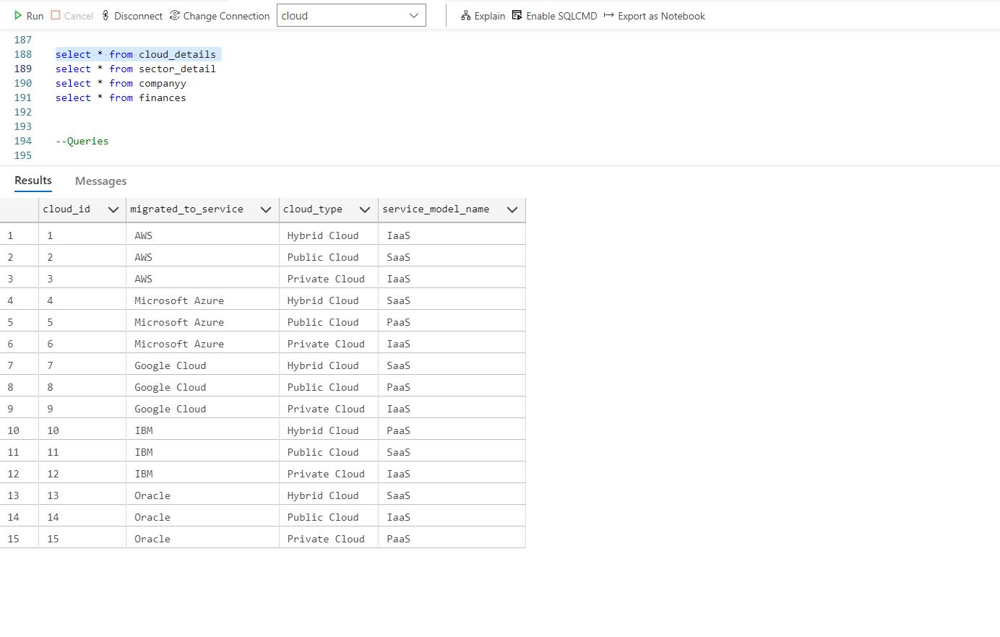 Run Cancel Disconnect Change Connection cloud Explain Enable SQLCMD Export as Notebook
187
188 select * from cloud_details
189 select * from sector_detail
190 select * from companyy
191 select * from finances
192
193
194 --Queries
195
Results Messages
cloud_id migrated_to_service cloud_type service_model_name
1 1 AWS Hybrid Cloud IaaS
2 2 AWS Public Cloud SaaS
3 3 AWS Private Cloud IaaS
4 4 Microsoft Azure Hybrid Cloud SaaS
5 5 Microsoft Azure Public Cloud PaaS
6 6 Microsoft Azure Private Cloud IaaS
7 7 Google Cloud Hybrid Cloud SaaS
8 8 Google Cloud Public Cloud PaaS
9 9 Google Cloud Private Cloud IaaS
10 10 IBM Hybrid Cloud PaaS
11 11 IBM Public Cloud SaaS
12 12 IBM Private Cloud IaaS
13 13 Oracle Hybrid Cloud SaaS
14 14 Oracle Public Cloud IaaS
15 15 Oracle Private Cloud PaaS